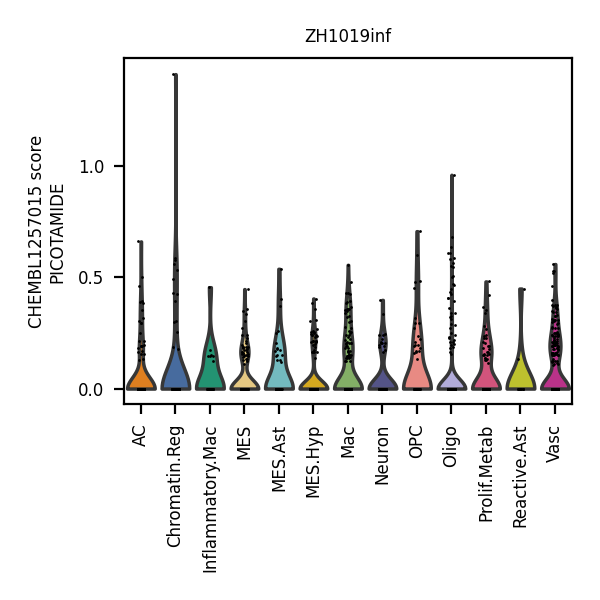 ZH1019inf
CHEMBL1257015 score
PICOTAMIDE
1.0
0.5
0.0
AC
Chromatin.Reg
Inflammatory.Mac
MES
MES.Ast
MES.Hyp
Mac
Neuron
OPC
Oligo
Prolif.Metab
Reactive.Ast
Vasc